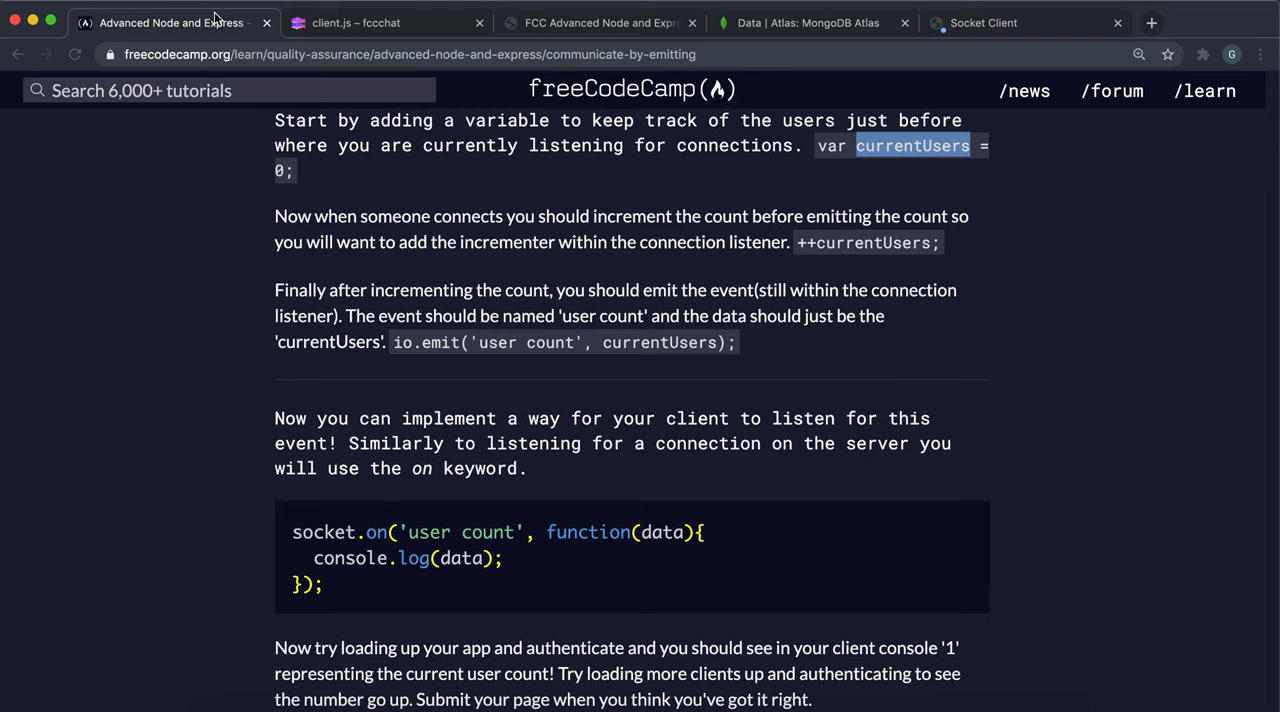 Advanced Node and Express -
client.js – fccchat
FCC Advanced Node and Expre
Data | Atlas: MongoDB Atlas
Socket Client
freecodecamp.org/learn/quality-assurance/advanced-node-and-express/communicate-by-emitting
G
Search 6,000+ tutorials
freeCodeCamp
/news
/forum
/learn
Start by adding a variable to keep track of the users just before
where you are currently listening for connections. var currentUsers =
0;
Now when someone connects you should increment the count before emitting the count so
you will want to add the incrementer within the connection listener. ++currentUsers;
Finally after incrementing the count, you should emit the event(still within the connection
listener). The event should be named 'user count' and the data should just be the
'currentUsers'. io.emit('user count', currentUsers);
Now you can implement a way for your client to listen for this
event! Similarly to listening for a connection on the server you
will use the on keyword.
socket.on('user count', function(data){
console.log(data);
});
Now try loading up your app and authenticate and you should see in your client console '1'
representing the current user count! Try loading more clients up and authenticating to see
the number go up. Submit your page when you think you've got it right.